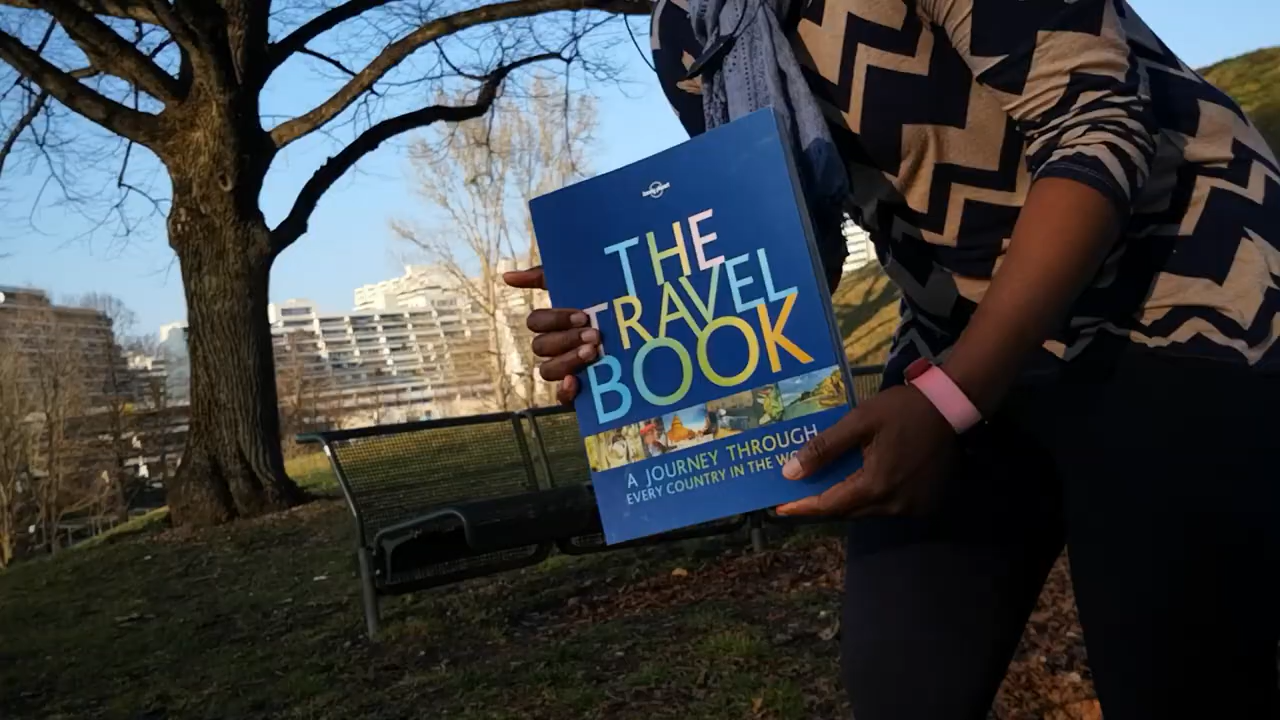 THE
TRAVEL
BOOK
A JOURNEY THROUGH
EVERY COUNTRY IN THE